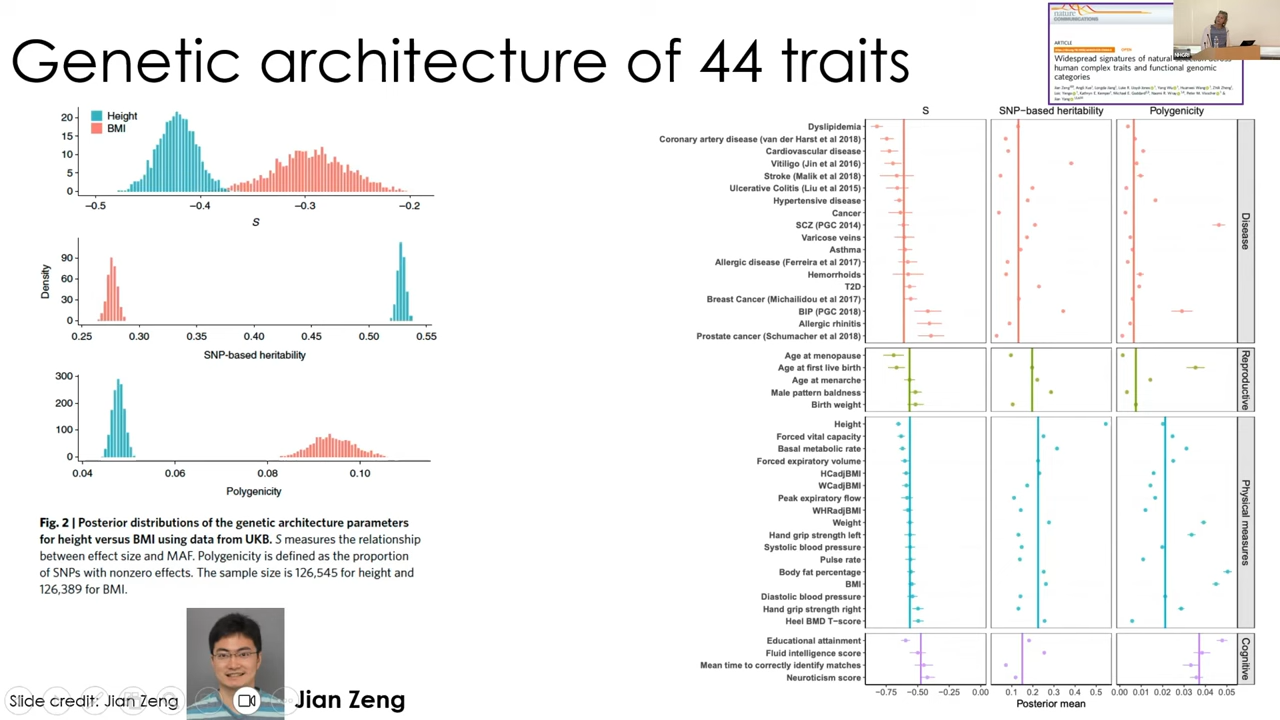 Genetic architecture of 44 traits
nature
COMMUNICATIONS
ARTICLE
OPEN
Widespread signatures of natural
human complex traits and functional genomic
categories
NHGRI
Height
BMI
20
15
10
5
0
−0.5 −0.4 −0.3 −0.2
S
Density
90
60
30
0
0.25 0.30 0.35 0.40 0.45 0.50 0.55
SNP-based heritability
300
200
100
0
0.04 0.06 0.08 0.10
Polygenicity
Fig. 2 | Posterior distributions of the genetic architecture parameters
for height versus BMI using data from UKB. S measures the relationship
between effect size and MAF. Polygenicity is defined as the proportion
of SNPs with nonzero effects. The sample size is 126,545 for height and
126,389 for BMI.
Slide credit: Jian Zeng
Jian Zeng
S SNP−based heritability Polygenicity
Dyslipidemia
Coronary artery disease (van der Harst et al 2018)
Cardiovascular disease
Vitiligo (Jin et al 2016)
Stroke (Malik et al 2018)
Ulcerative Colitis (Liu et al 2015)
Hypertensive disease
Cancer
SCZ (PGC 2014)
Varicose veins
Asthma
Allergic disease (Ferreira et al 2017)
Hemorrhoids
T2D
Breast Cancer (Michailidou et al 2017)
BIP (PGC 2018)
Allergic rhinitis
Prostate cancer (Schumacher et al 2018)
Disease
Age at menopause
Age at first live birth
Age at menarche
Male pattern baldness
Birth weight
Reproductive
Height
Forced vital capacity
Basal metabolic rate
Forced expiratory volume
HCadjBMI
WCadjBMI
Peak expiratory flow
WHRadjBMI
Weight
Hand grip strength left
Systolic blood pressure
Pulse rate
Body fat percentage
BMI
Diastolic blood pressure
Hand grip strength right
Heel BMD T−score
Physical measures
Educational attainment
Fluid intelligence score
Mean time to correctly identify matches
Neuroticism score
Cognitive
−0.75 −0.50 −0.25 0.00 0.1 0.2 0.3 0.4 0.5 0.00 0.01 0.02 0.03 0.04 0.05
Posterior mean